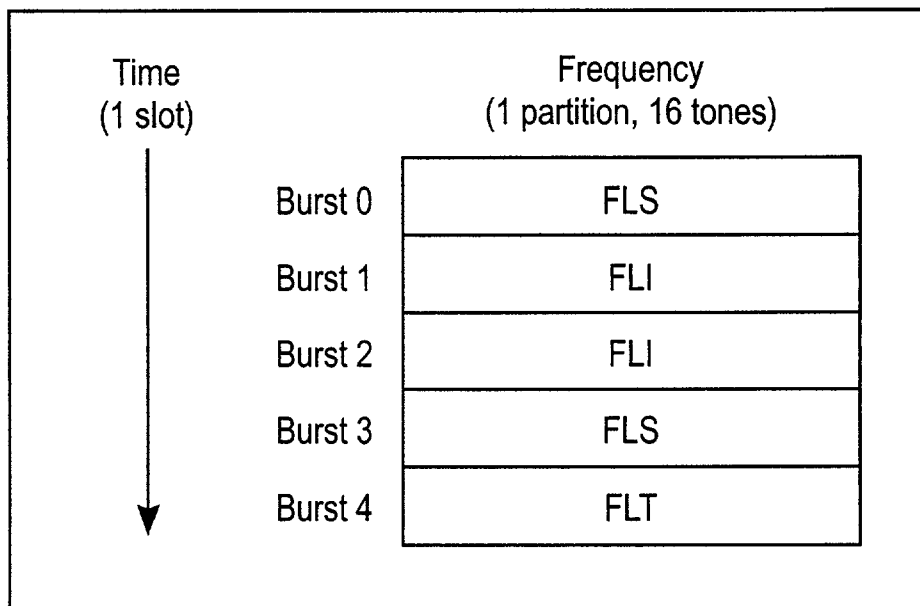 Time
(1 slot)
Frequency
(1 partition, 16 tones)
Burst 0 FLS
Burst 1 FLI
Burst 2 FLI
Burst 3 FLS
Burst 4 FLT